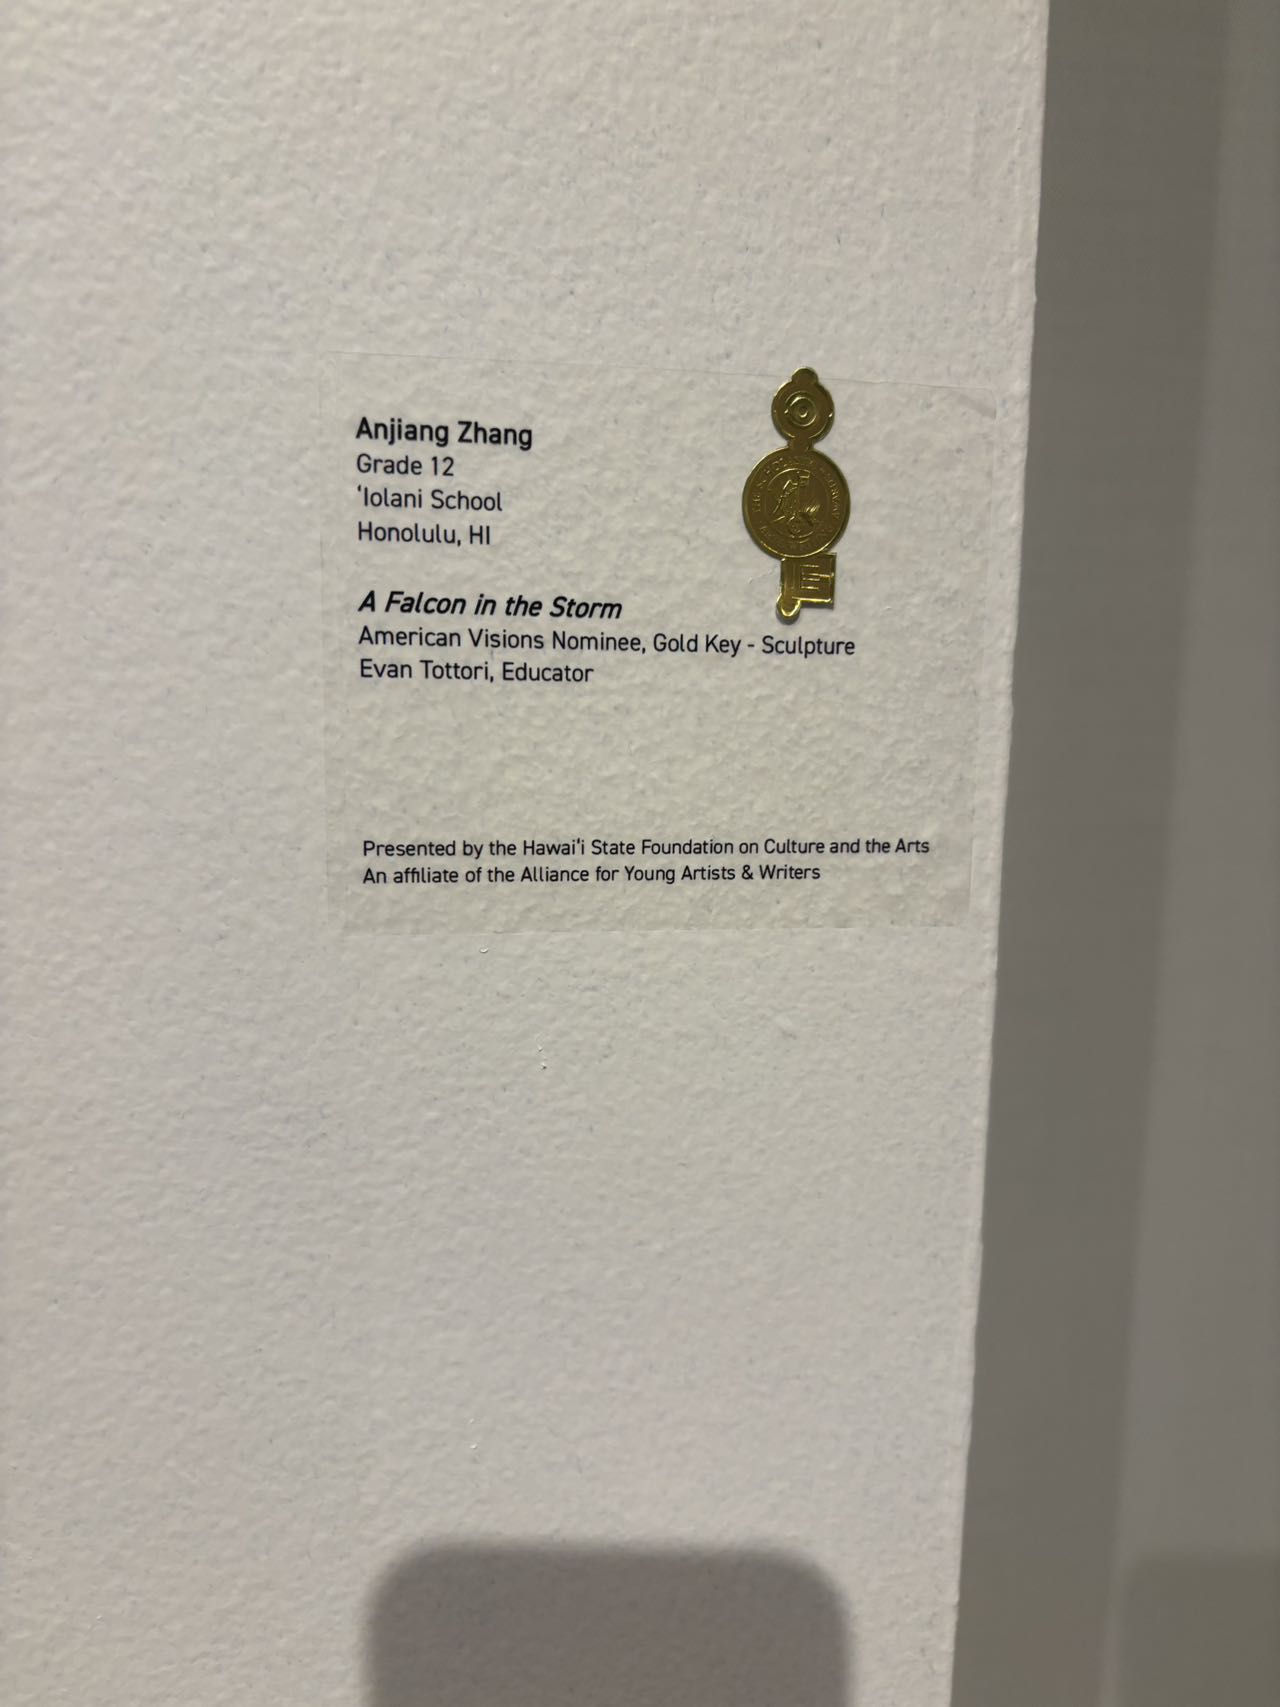 Anjiang Zhang
Grade 12
ʻIolani School
Honolulu, HI
A Falcon in the Storm
American Visions Nominee, Gold Key - Sculpture
Evan Tottori, Educator
Presented by the Hawaiʻi State Foundation on Culture and the Arts
An affiliate of the Alliance for Young Artists & Writers